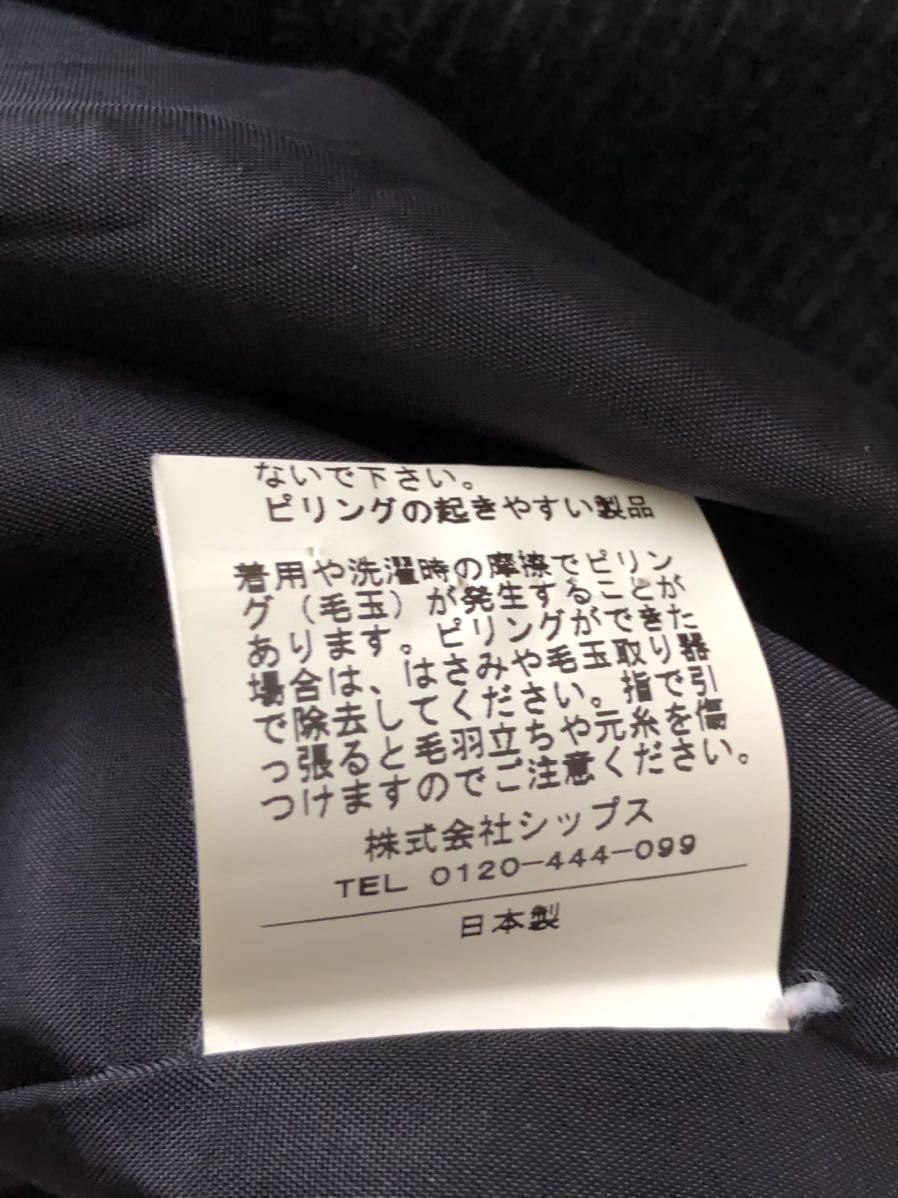 ないで下さい。
ピリングの起きやすい製品
着用や洗濯時の摩擦でピリン
グ（毛玉）が発生することが
あります。ピリングができた
場合は、はさみや毛玉取り器
で除去してください。指で引
っ張ると毛羽立ちや元糸を傷
つけますのでご注意ください。
株式会社シップス
TEL 0120-444-099
日本製